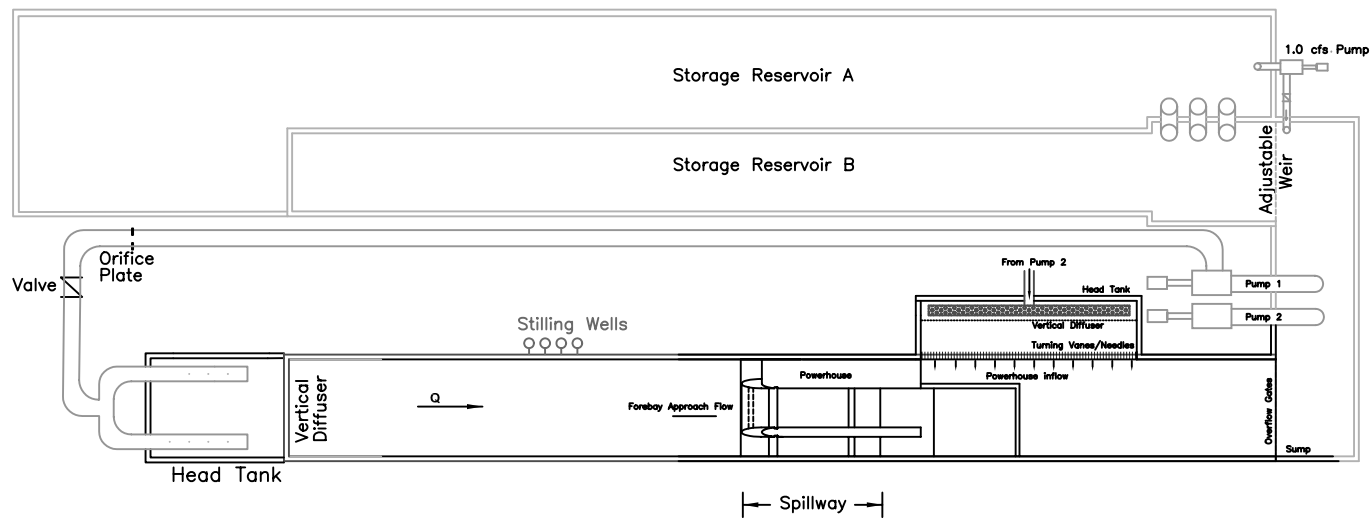 1.0 cfs Pump
Storage Reservoir A
Storage Reservoir B
Adjustable
Weir
Orifice
Plate
Valve
From Pump 2
Head Tank
Pump 1
Pump 2
Vertical Diffuser
Turning Vanes/Needles
Stilling Wells
Powerhouse
Powerhouse inflow
Q
Forebay Approach Flow
Vertical
Diffuser
Overflow Gates
Sump
Head Tank
Spillway